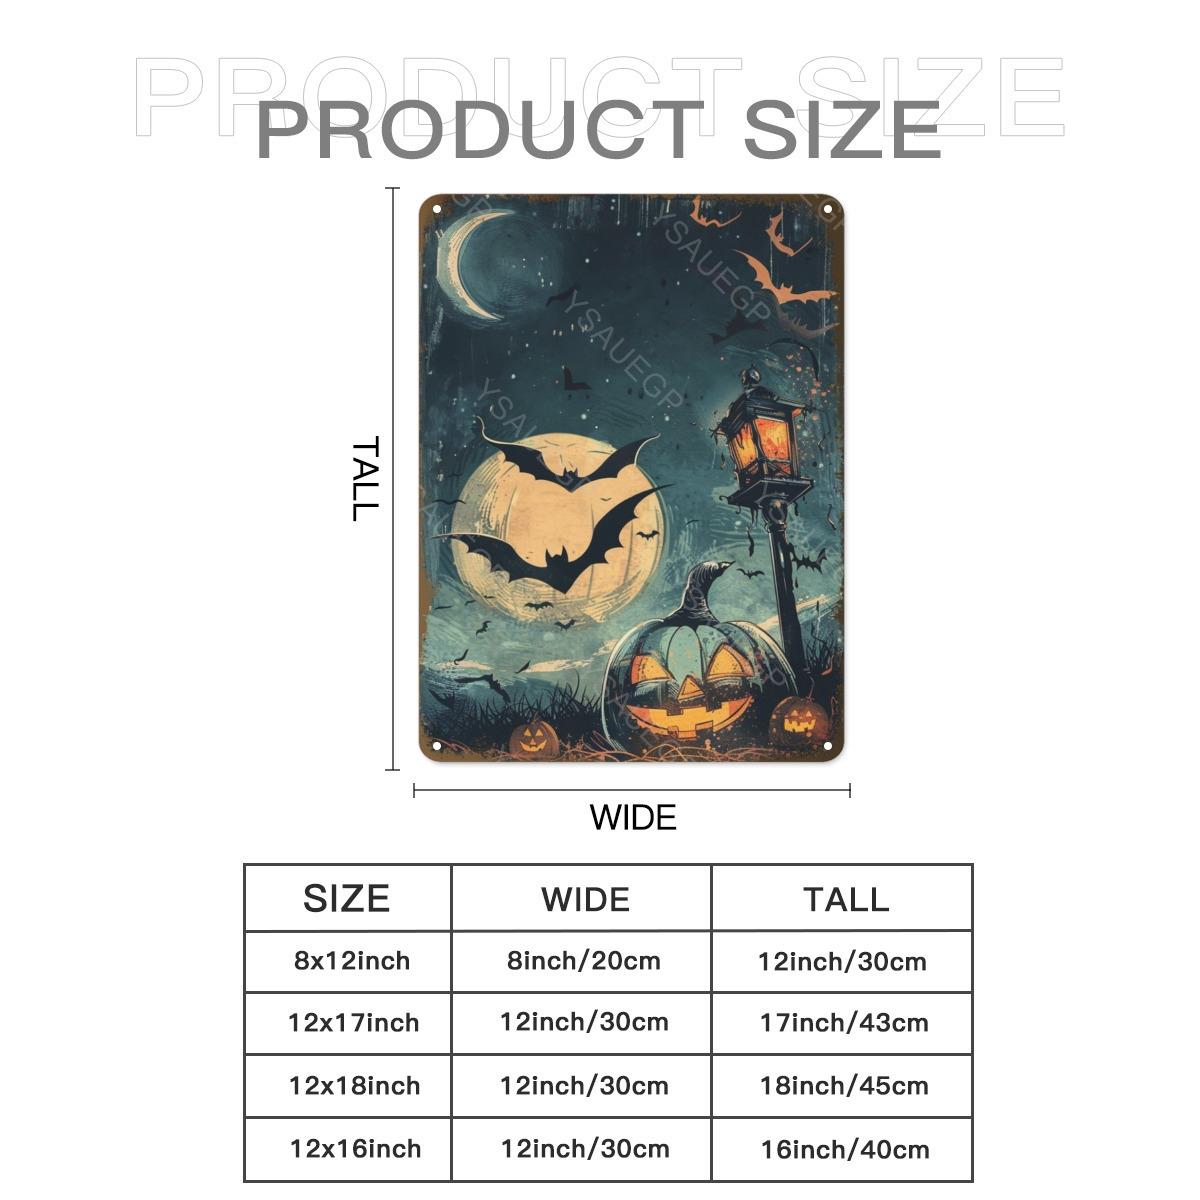 PRODUCT SIZE
PRODUCT SIZE
YSAUEGP
YSAUEGP
TALL
WIDE
SIZE WIDE TALL
8x12inch 8inch/20cm 12inch/30cm
12x17inch 12inch/30cm 17inch/43cm
12x18inch 12inch/30cm 18inch/45cm
12x16inch 12inch/30cm 16inch/40cm